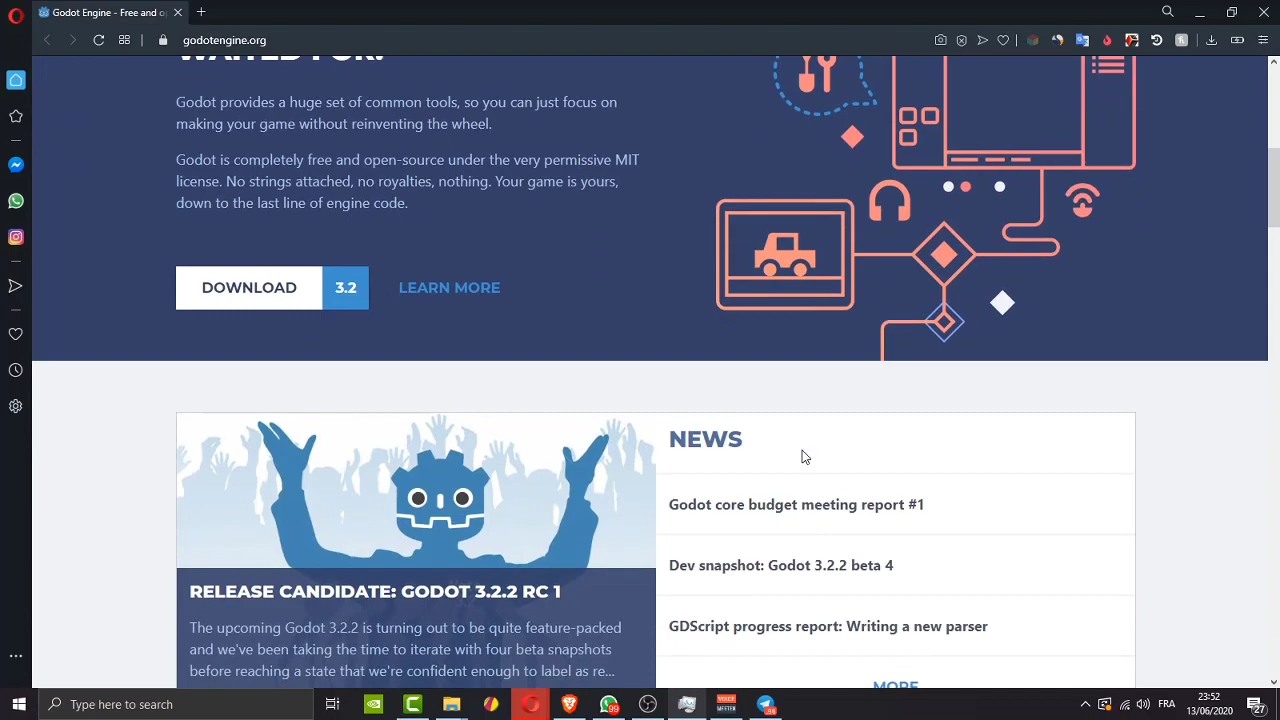 Godot Engine - Free and o
godotengine.org
WAITED FOR.
Godot provides a huge set of common tools, so you can just focus on
making your game without reinventing the wheel.
Godot is completely free and open-source under the very permissive MIT
license. No strings attached, no royalties, nothing. Your game is yours,
down to the last line of engine code.
DOWNLOAD 3.2 LEARN MORE
NEWS
Godot core budget meeting report #1
Dev snapshot: Godot 3.2.2 beta 4
GDScript progress report: Writing a new parser
MORE
RELEASE CANDIDATE: GODOT 3.2.2 RC 1
The upcoming Godot 3.2.2 is turning out to be quite feature-packed
and we've been taking the time to iterate with four beta snapshots
before reaching a state that we're confident enough to label as re...
Type here to search
99
VOICE
MEETER
FRA
23:52
13/06/2020
27